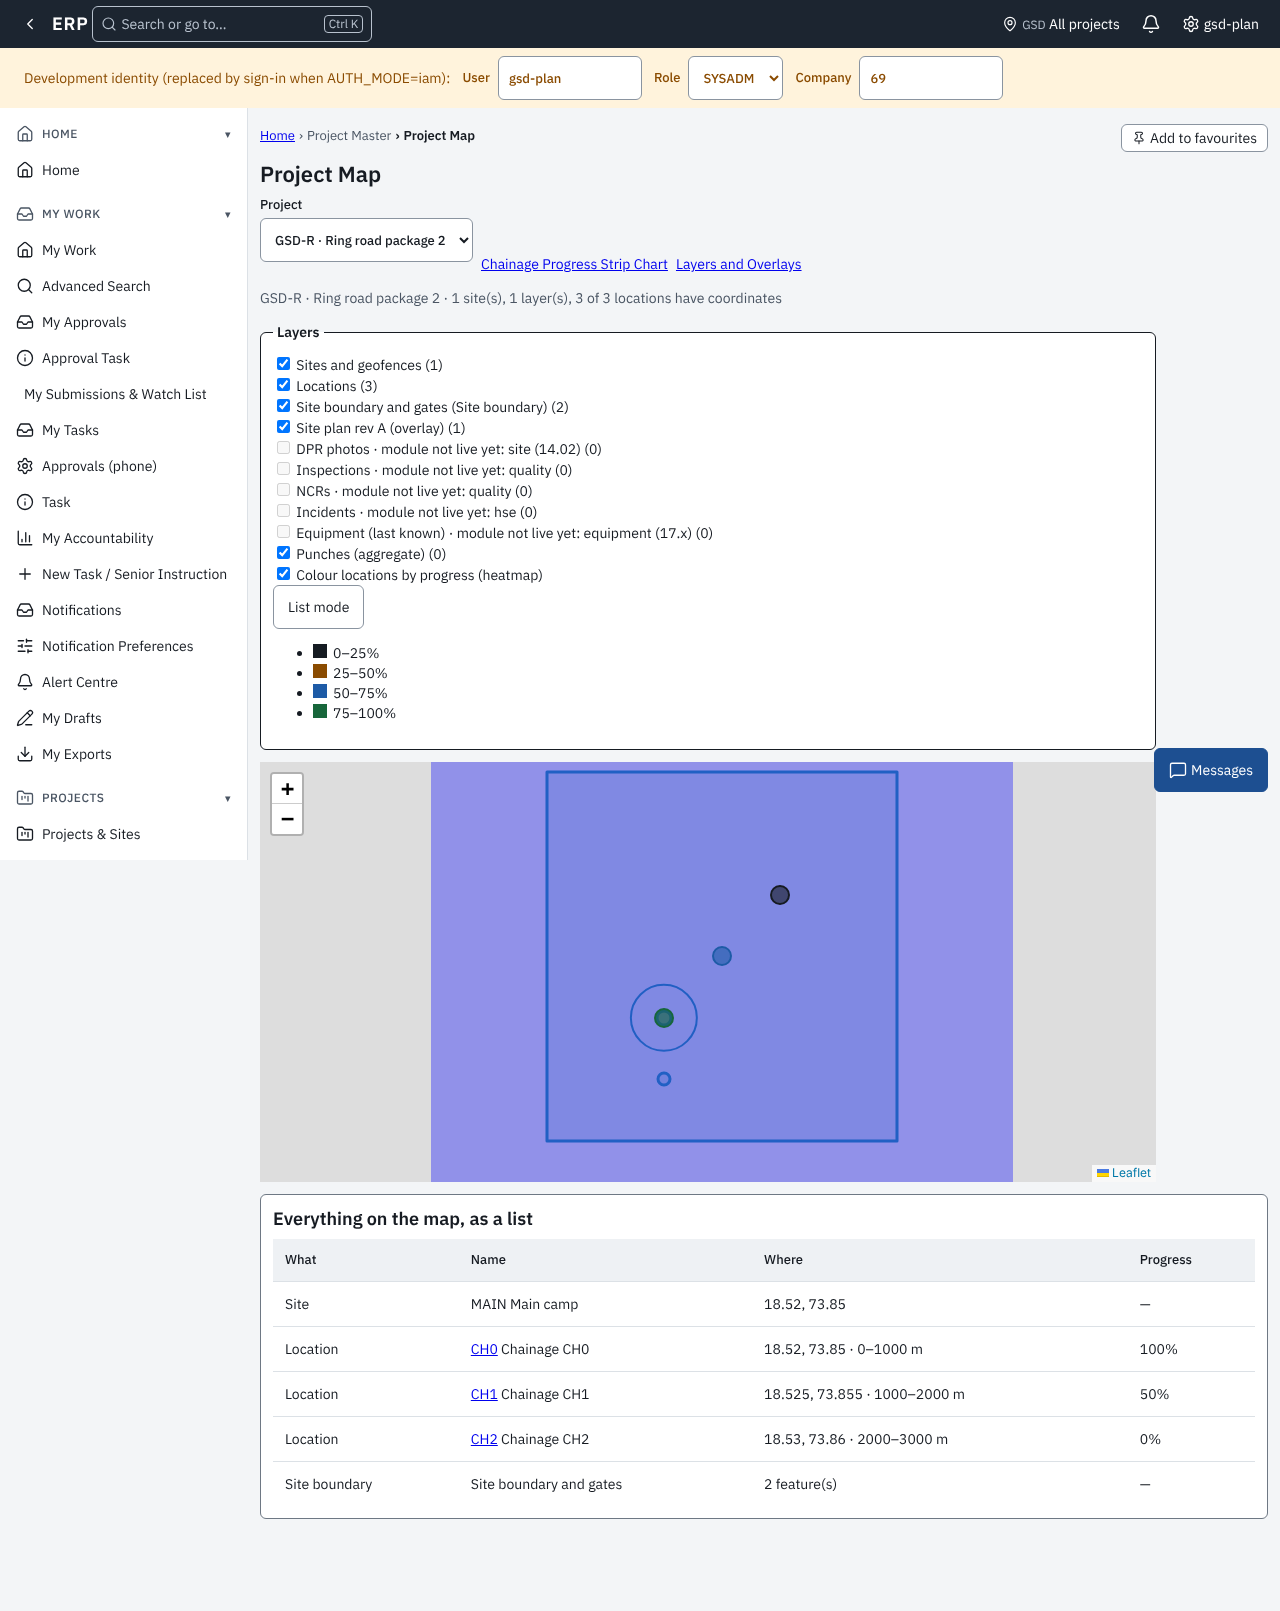 ERP
Search or go to... Ctrl K
GSD All projects
gsd-plan
Development identity (replaced by sign-in when AUTH_MODE=iam): User gsd-plan Role SYSADM Company 69
HOME
Home
MY WORK
My Work
Advanced Search
My Approvals
Approval Task
My Submissions & Watch List
My Tasks
Approvals (phone)
Task
My Accountability
New Task / Senior Instruction
Notifications
Notification Preferences
Alert Centre
My Drafts
My Exports
PROJECTS
Projects & Sites
Home › Project Master › Project Map
Add to favourites
Project Map
Project
GSD-R · Ring road package 2
Chainage Progress Strip Chart Layers and Overlays
GSD-R · Ring road package 2 · 1 site(s), 1 layer(s), 3 of 3 locations have coordinates
Layers
Sites and geofences (1)
Locations (3)
Site boundary and gates (Site boundary) (2)
Site plan rev A (overlay) (1)
DPR photos · module not live yet: site (14.02) (0)
Inspections · module not live yet: quality (0)
NCRs · module not live yet: quality (0)
Incidents · module not live yet: hse (0)
Equipment (last known) · module not live yet: equipment (17.x) (0)
Punches (aggregate) (0)
Colour locations by progress (heatmap)
List mode
0–25%
25–50%
50–75%
75–100%
Messages
+
−
Leaflet
Everything on the map, as a list
What Name Where Progress
Site MAIN Main camp 18.52, 73.85 —
Location CH0 Chainage CH0 18.52, 73.85 · 0–1000 m 100%
Location CH1 Chainage CH1 18.525, 73.855 · 1000–2000 m 50%
Location CH2 Chainage CH2 18.53, 73.86 · 2000–3000 m 0%
Site boundary Site boundary and gates 2 feature(s) —